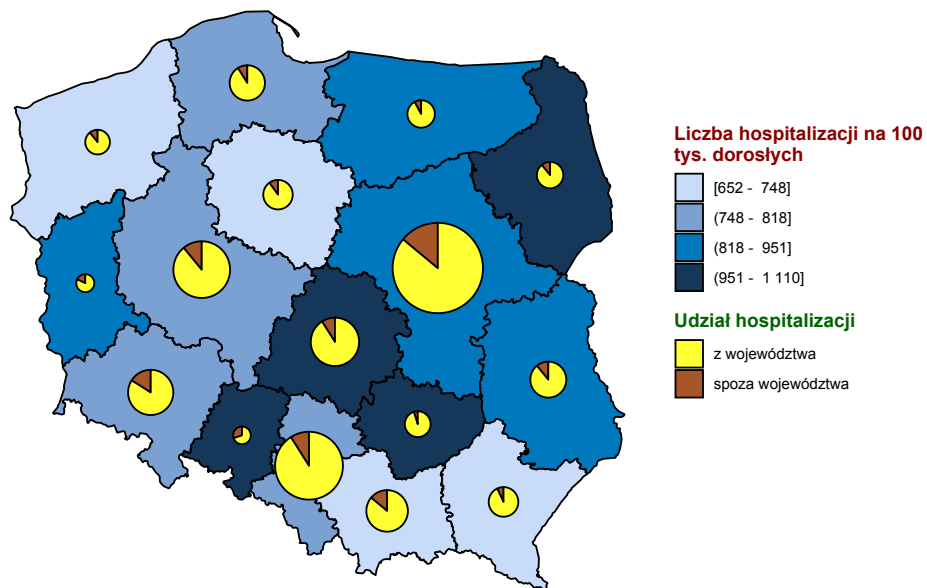 Liczba hospitalizacji na 100
tys. dorosłych
[652 - 748]
(748 - 818]
(818 - 951]
(951 - 1 110]
Udział hospitalizacji
z województwa
spoza województwa